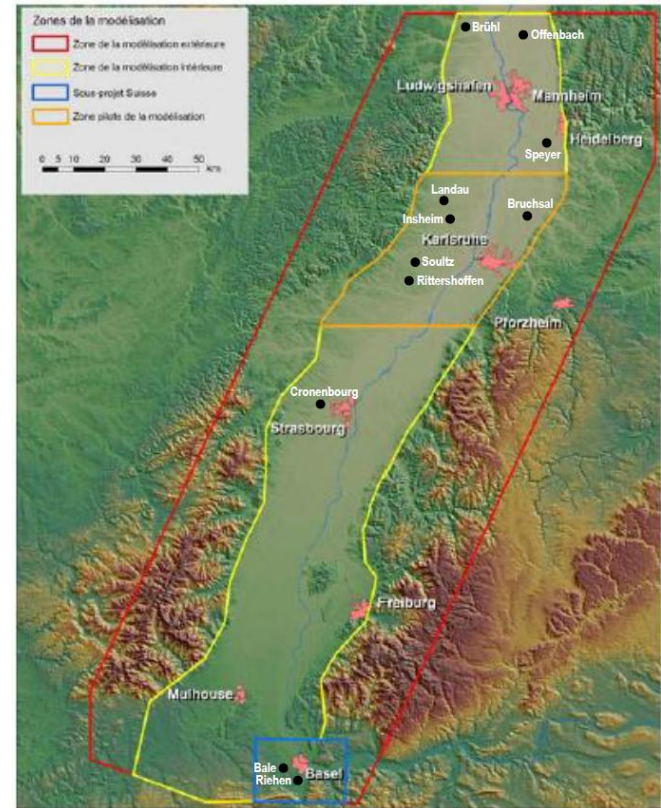 Zones de la modélisation
Zone de la modélisation extérieure
Zone de la modélisation intérieure
Sous-projet Suisse
Zone pilote de la modélisation
0 5 10 20 30 40 50
km
Brühl
Offenbach
Ludwigshafen
Mannheim
Heidelberg
Speyer
Landau
Bruchsal
Insheim
Karlsruhe
Soultz
Rittershoffen
Pforzheim
Cronenbourg
Strasbourg
Freiburg
Mulhouse
Bale
Basel
Riehen